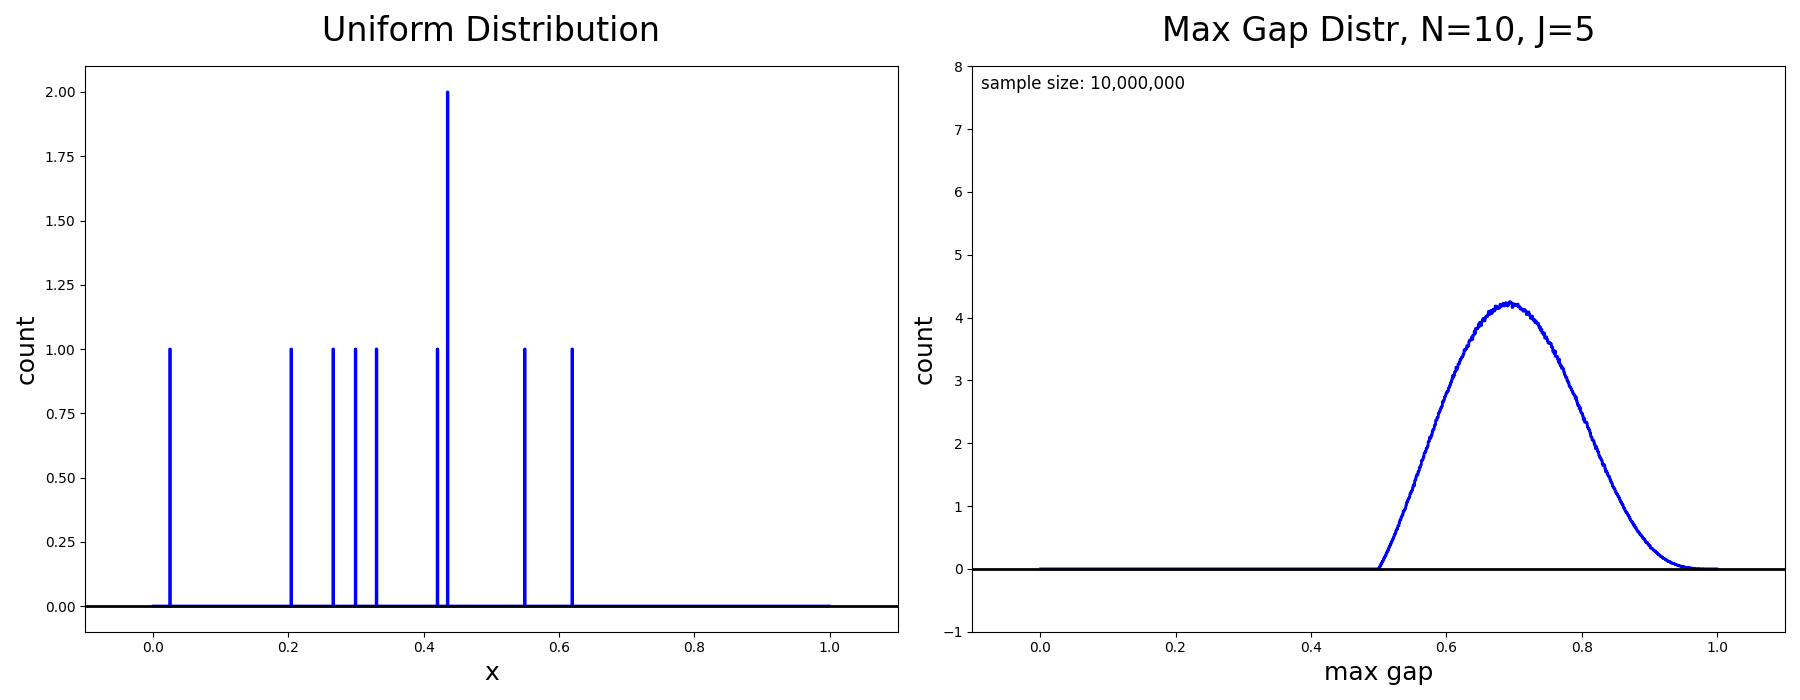 Uniform Distribution
2.00
1.75
1.50
1.25
1.00
0.75
0.50
0.25
0.00
count
0.0 0.2 0.4 0.6 0.8 1.0
x
Max Gap Distr, N=10, J=5
sample size: 10,000,000
8
7
6
5
4
3
2
1
0
−1
count
0.0 0.2 0.4 0.6 0.8 1.0
max gap